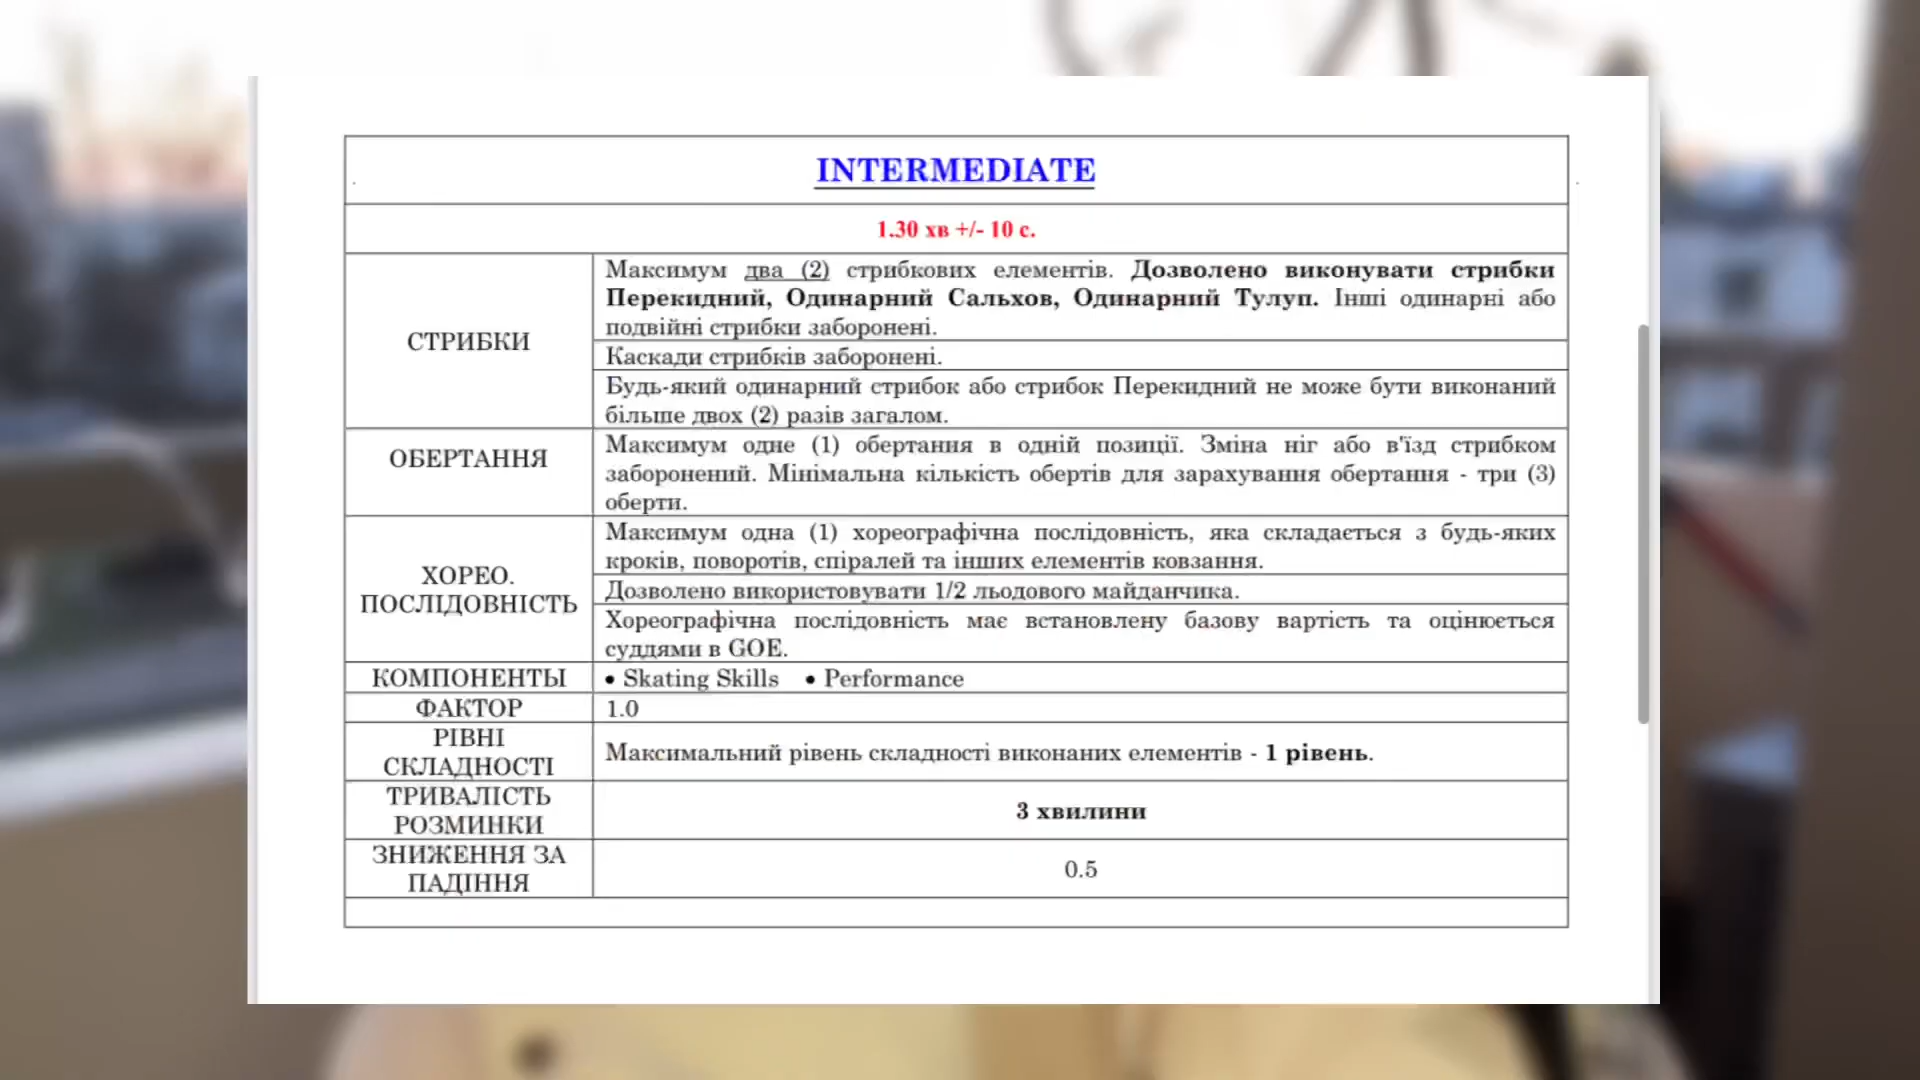 INTERMEDIATE
1.30 хв +/- 10 с.
СТРИБКИ
Максимум два (2) стрибкових елементів. Дозволено виконувати стрибки
Перекидний, Одинарний Сальхов, Одинарний Тулуп. Інші одинарні або
подвійні стрибки заборонені.
Каскади стрибків заборонені.
Будь-який одинарний стрибок або стрибок Перекидний не може бути виконаний
більше двох (2) разів загалом.
ОБЕРТАННЯ
Максимум одне (1) обертання в одній позиції. Зміна ніг або в'їзд стрибком
заборонений. Мінімальна кількість обертів для зарахування обертання - три (3)
оберти.
ХОРЕО.
ПОСЛІДОВНІСТЬ
Максимум одна (1) хореографічна послідовність, яка складається з будь-яких
кроків, поворотів, спіралей та інших елементів ковзання.
Дозволено використовувати 1/2 льодового майданчика.
Хореографічна послідовність має встановлену базову вартість та оцінюється
суддями в GOE.
КОМПОНЕНТЫ
• Skating Skills • Performance
ФАКТОР
1.0
РІВНІ
СКЛАДНОСТІ
Максимальний рівень складності виконаних елементів - 1 рівень.
ТРИВАЛІСТЬ
РОЗМИНКИ
3 хвилини
ЗНИЖЕННЯ ЗА
ПАДІННЯ
0.5